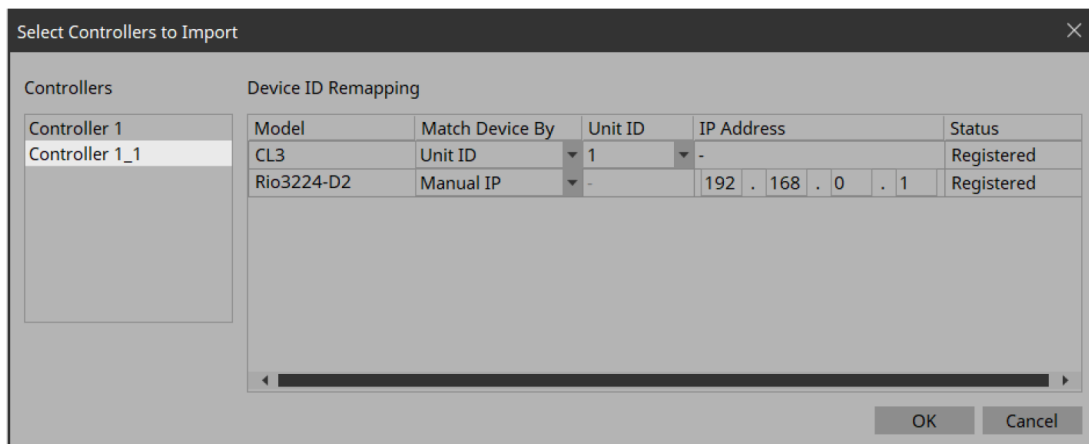 Select Controllers to Import
Controllers
Device ID Remapping
Controller 1
Controller 1_1
Model Match Device By Unit ID IP Address Status
CL3 Unit ID 1 - Registered
Rio3224-D2 Manual IP - 192 . 168 . 0 . 1 Registered
OK Cancel